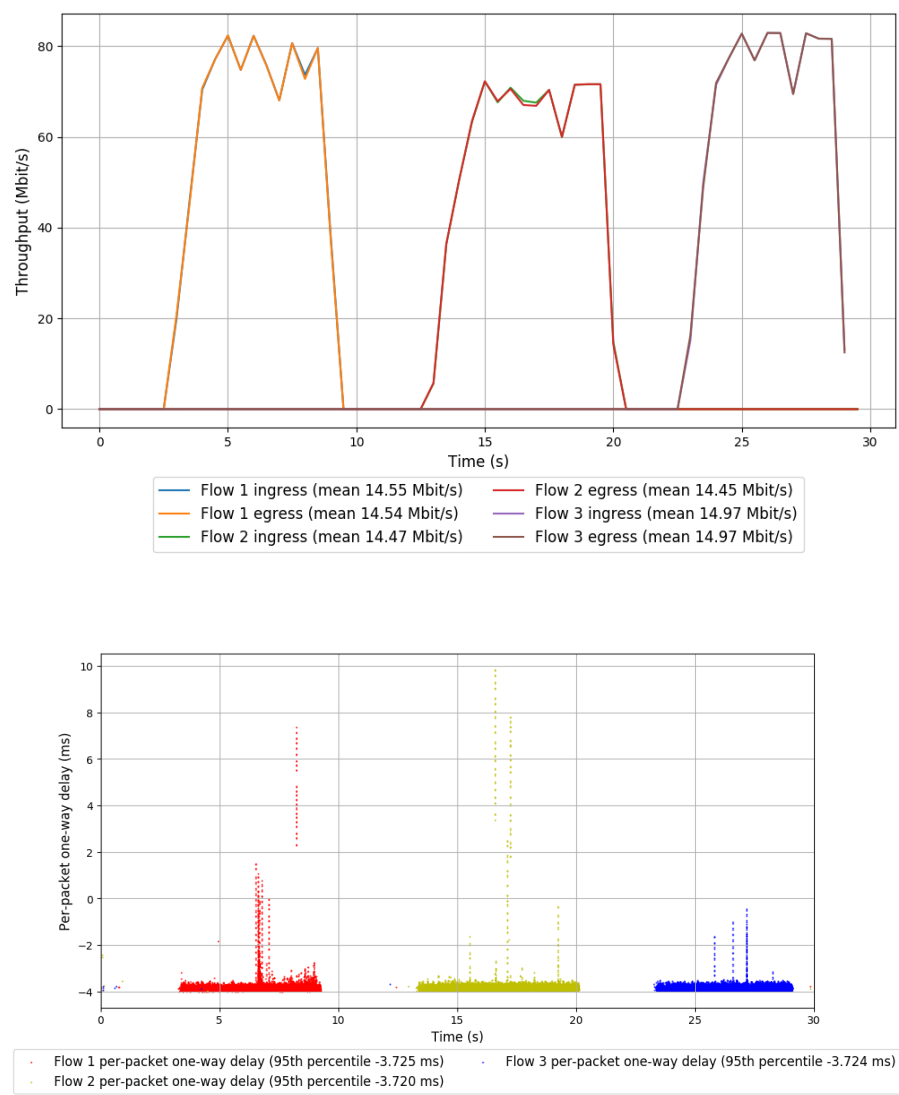 Throughput (Mbit/s)
80
60
40
20
0
0 5 10 15 20 25 30
Time (s)
Flow 1 ingress (mean 14.55 Mbit/s)
Flow 1 egress (mean 14.54 Mbit/s)
Flow 2 ingress (mean 14.47 Mbit/s)
Flow 2 egress (mean 14.45 Mbit/s)
Flow 3 ingress (mean 14.97 Mbit/s)
Flow 3 egress (mean 14.97 Mbit/s)
Per-packet one-way delay (ms)
10
8
6
4
2
0
−2
−4
0 5 10 15 20 25 30
Time (s)
Flow 1 per-packet one-way delay (95th percentile -3.725 ms)
Flow 2 per-packet one-way delay (95th percentile -3.720 ms)
Flow 3 per-packet one-way delay (95th percentile -3.724 ms)